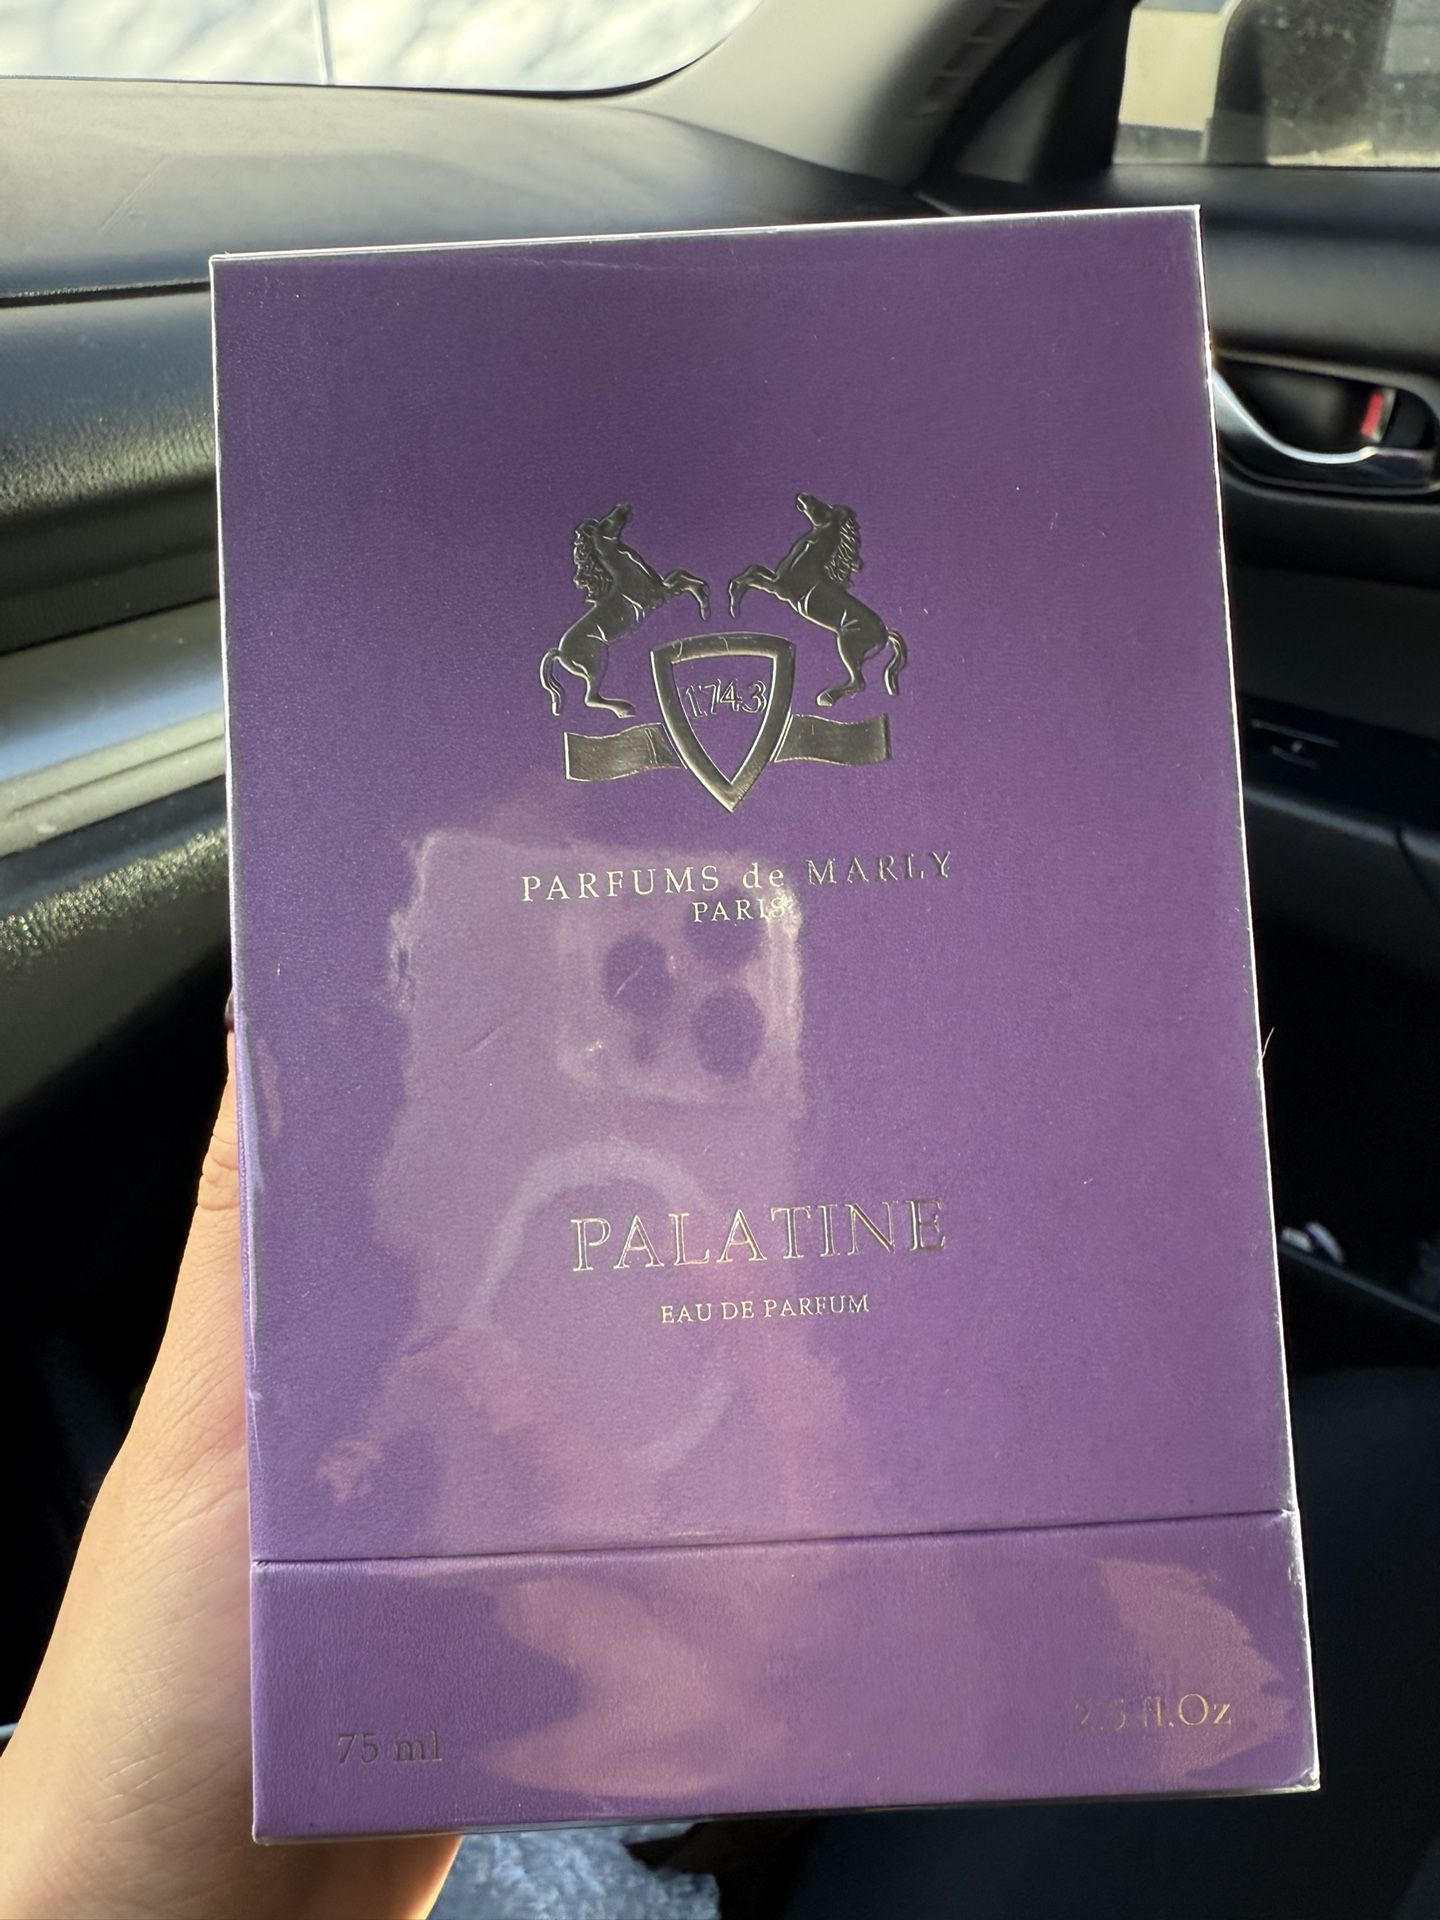 1743
PARFUMS de MARLY
PARIS
PALATINE
EAU DE PARFUM
75 ml
2.5 fl.Oz